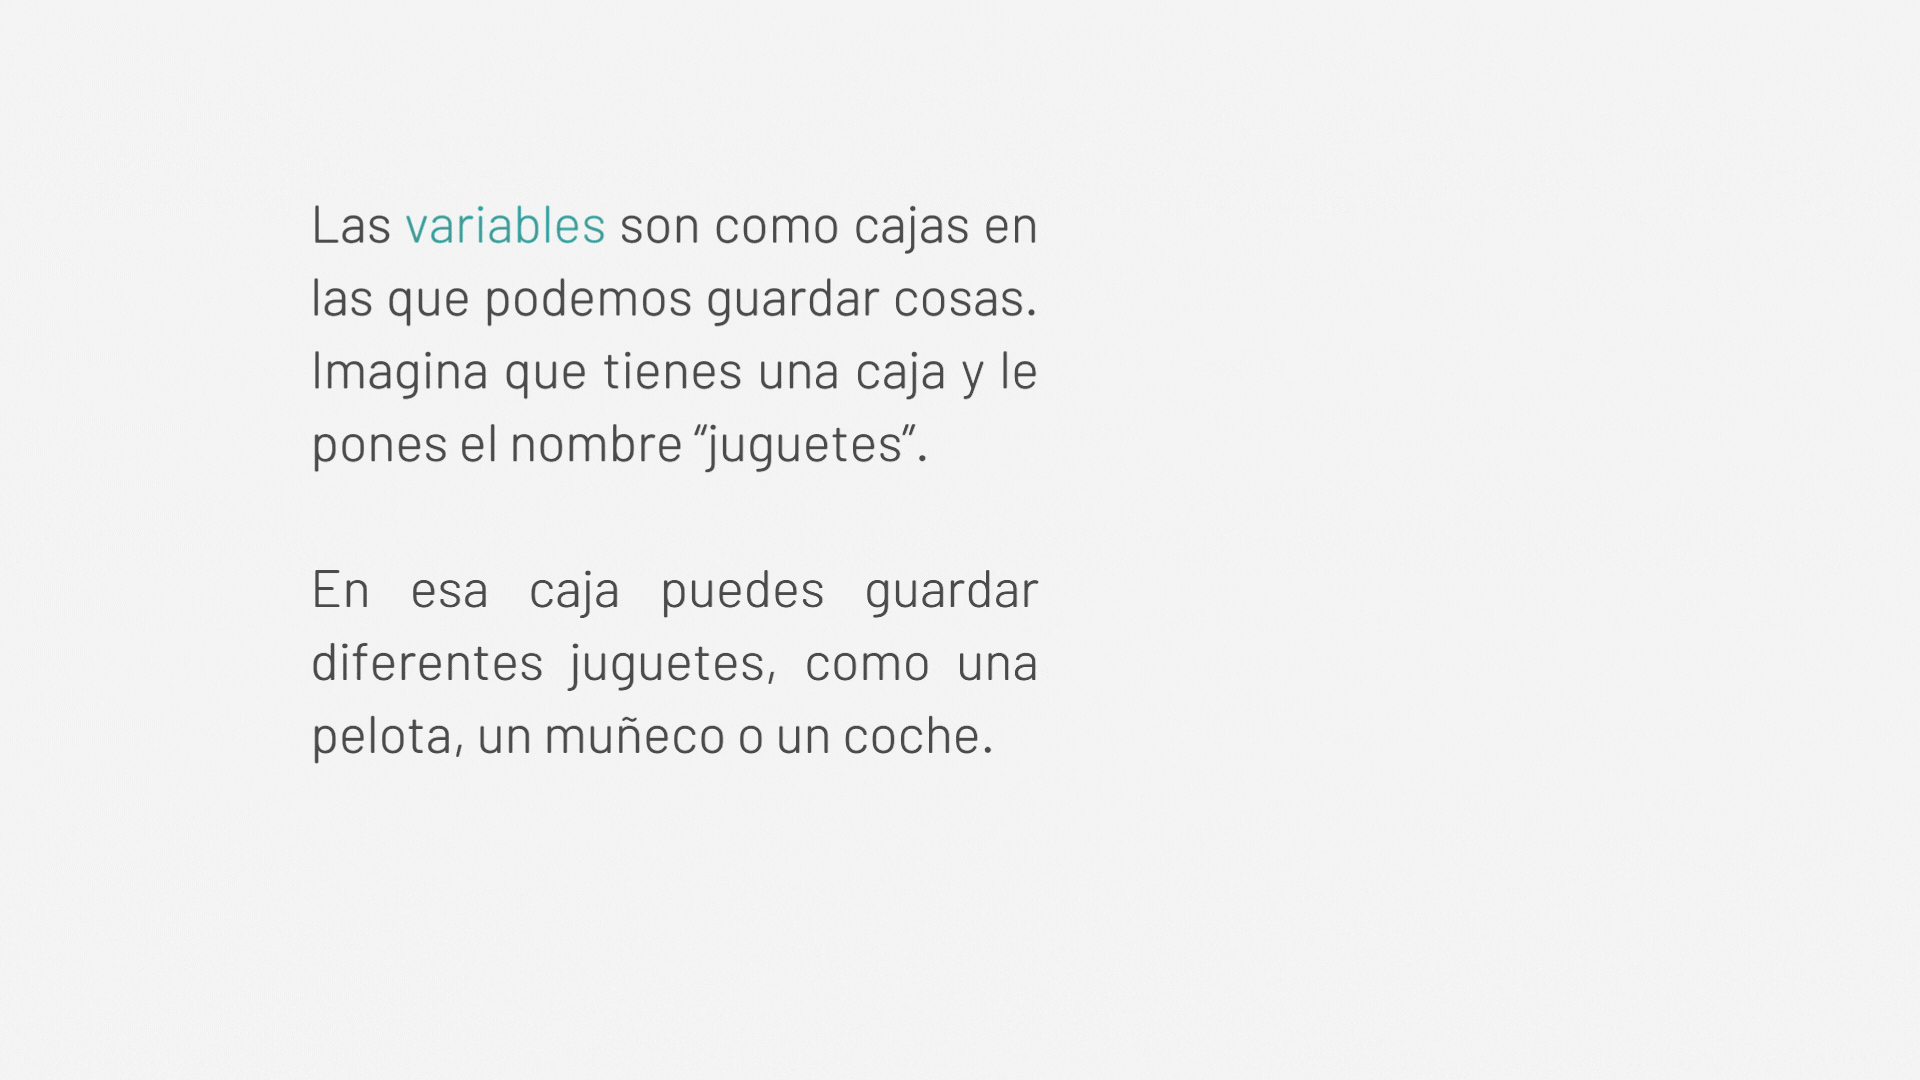 Las variables son como cajas en
las que podemos guardar cosas.
Imagina que tienes una caja y le
pones el nombre “juguetes”.
En esa caja puedes guardar
diferentes juguetes, como una
pelota, un muñeco o un coche.